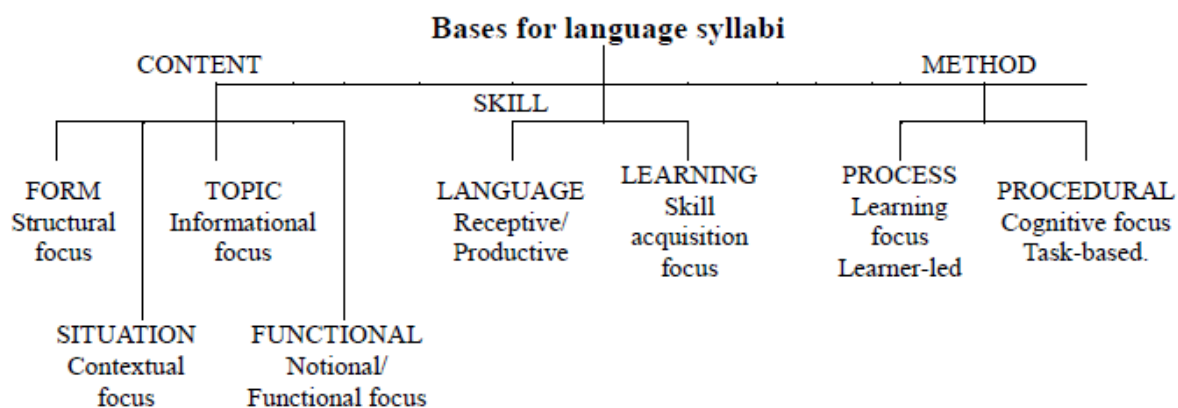 Bases for language syllabi
CONTENT
METHOD
SKILL
FORM
Structural
focus
TOPIC
Informational
focus
LANGUAGE
Receptive/
Productive
LEARNING
Skill
acquisition
focus
PROCESS
Learning
focus
Learner-led
PROCEDURAL
Cognitive focus
Task-based.
SITUATION
Contextual
focus
FUNCTIONAL
Notional/
Functional focus